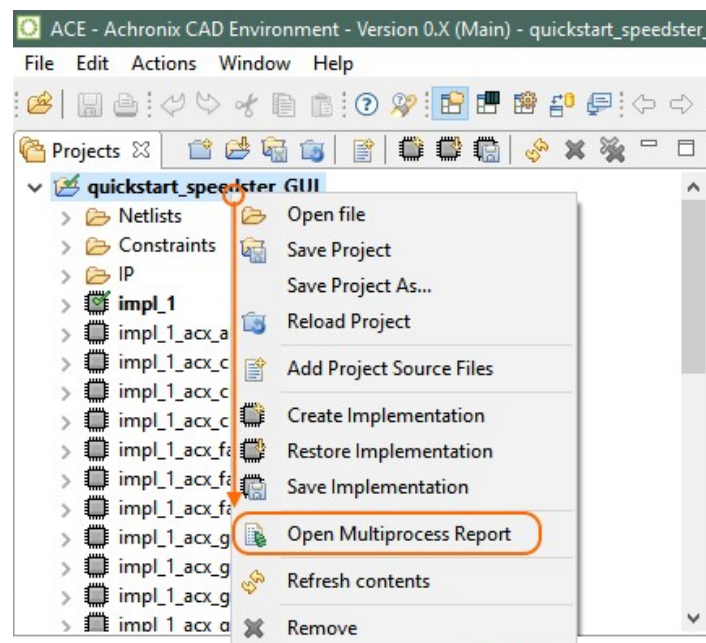 ACE - Achronix CAD Environment - Version 0.X (Main) - quickstart_speedster_
File Edit Actions Window Help
Projects
quickstart_speedster_GUI
Netlists
Constraints
IP
impl_1
impl_1_acx_a
impl_1_acx_c
impl_1_acx_c
impl_1_acx_c
impl_1_acx_fa
impl_1_acx_fa
impl_1_acx_fa
impl_1_acx_g
impl_1_acx_g
impl_1_acx_g
impl_1_acx_g
Open file
Save Project
Save Project As...
Reload Project
Add Project Source Files
Create Implementation
Restore Implementation
Save Implementation
Open Multiprocess Report
Refresh contents
Remove